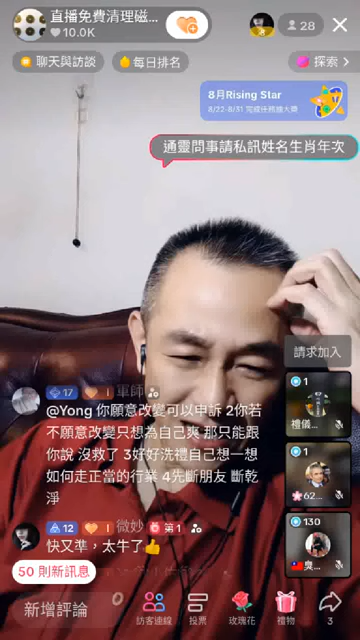 直播免費清理磁...
10.0K
28
聊天與訪談
每日排名
探索 >
8月Rising Star
8/22-8/31 完成任務搶大賽
通靈問事請私訊姓名生肖年次
請求加入
1
禮儀...
1
62...
130
臭...
17 I 軍師
@Yong 你願意改變可以申訴 2你若
不願意改變只想為自己爽 那只能跟
你說 沒救了 3好好洗禮自己想一想
如何走正當的行業 4先斷朋友 斷乾
淨
12 I 微妙 第1
快又準，太牛了👍
50 則新訊息
新增評論
訪客連線
投票
玫瑰花
禮物
3